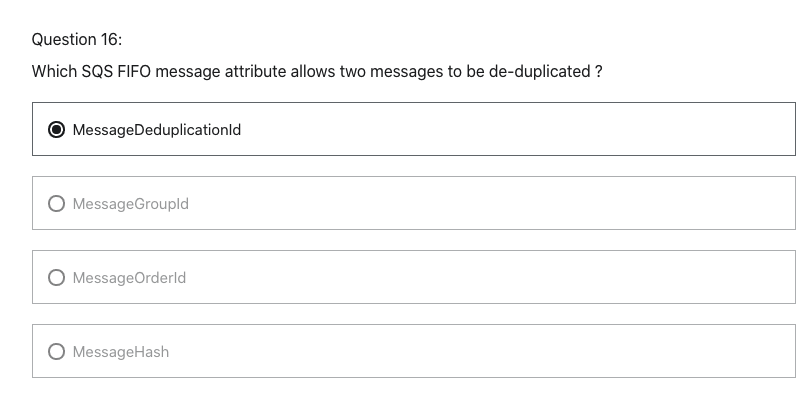 Question 16:
Which SQS FIFO message attribute allows two messages to be de-duplicated ?
MessageDeduplicationId
MessageGroupId
MessageOrderId
MessageHash